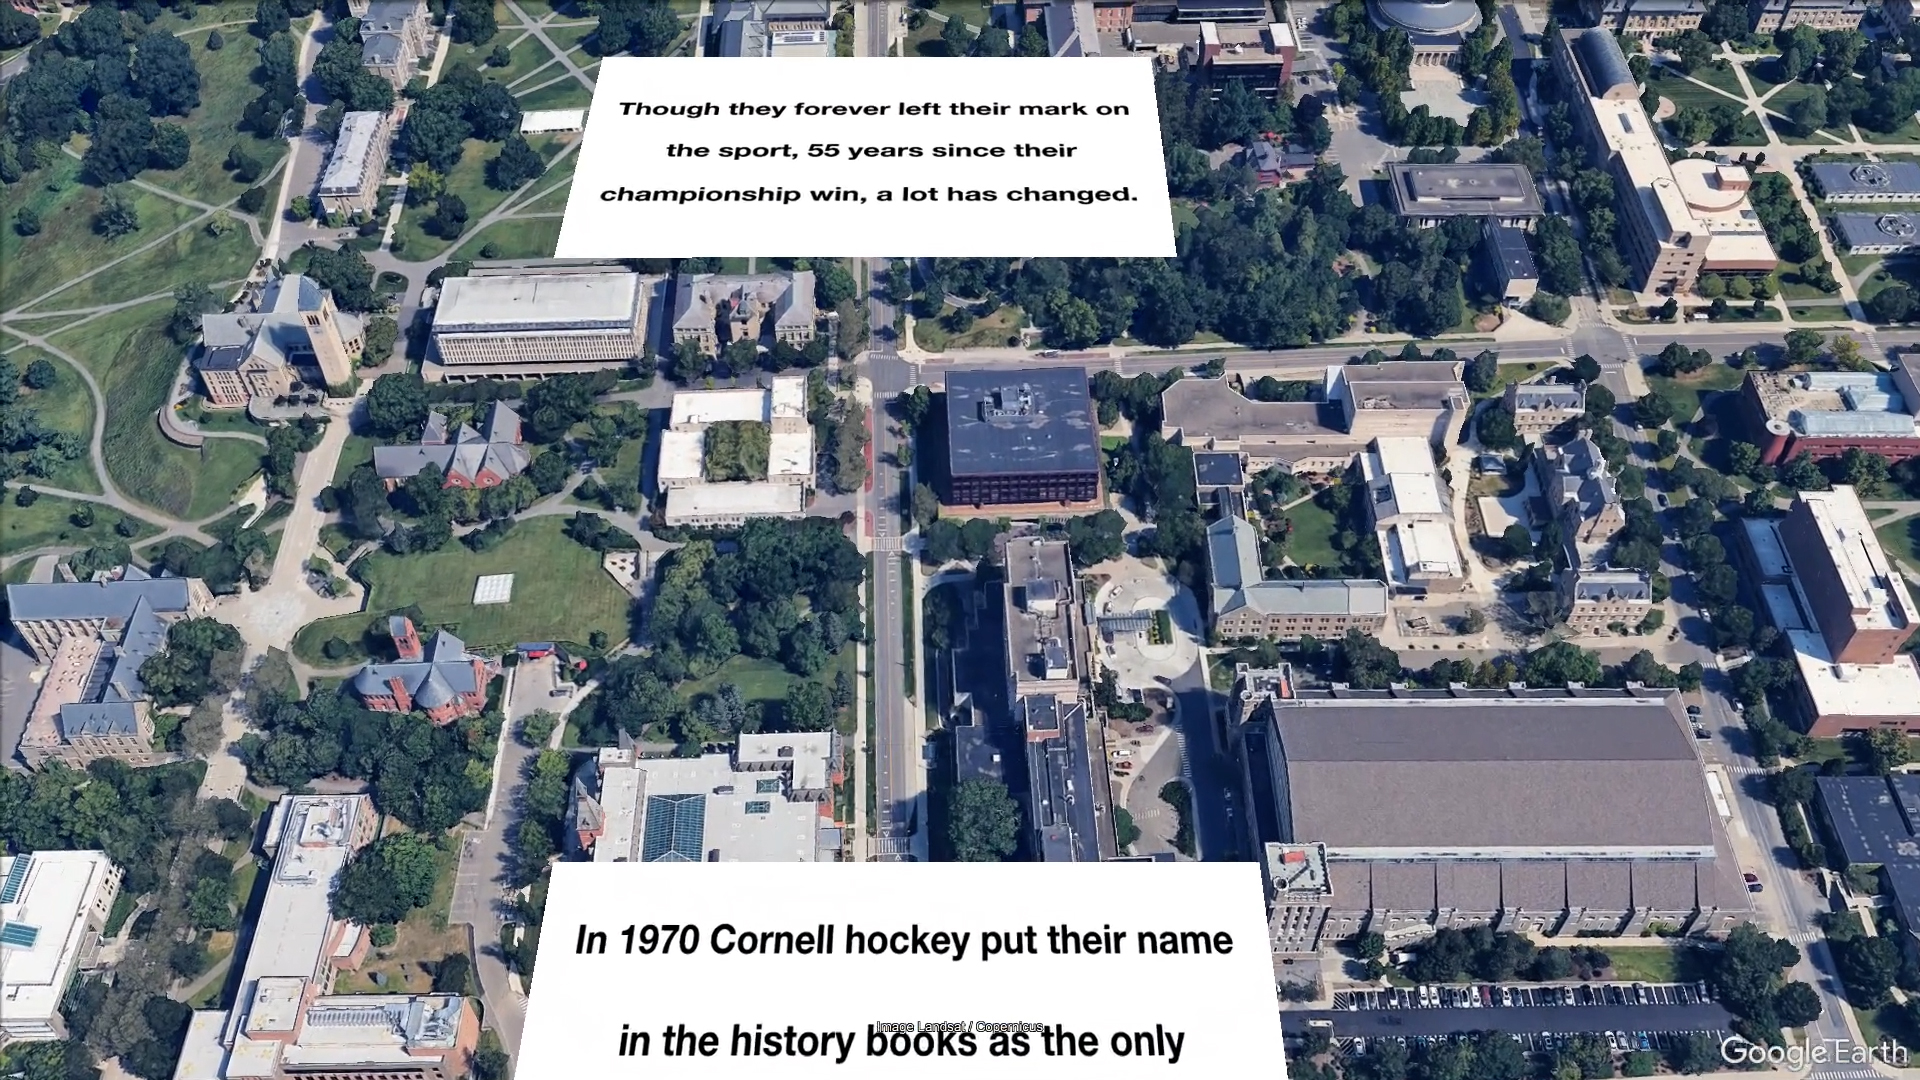 Though they forever left their mark on
the sport, 55 years since their
championship win, a lot has changed.
In 1970 Cornell hockey put their name
in the history books as the only
Image Landsat / Copernicus
Google Earth